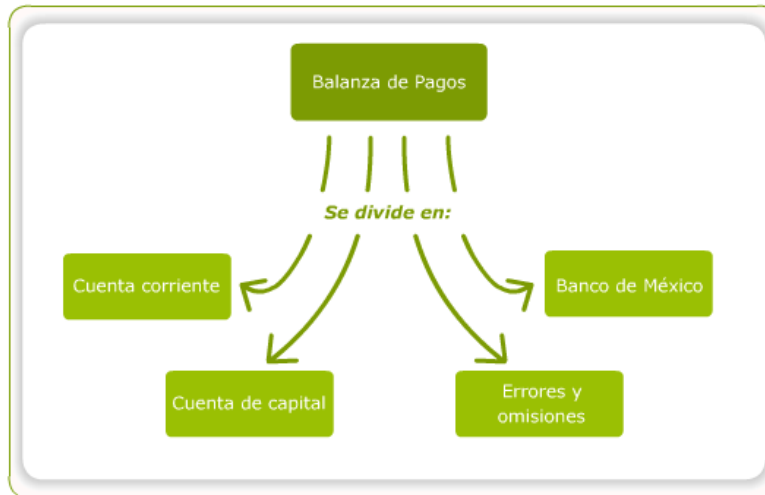 Balanza de Pagos
Se divide en:
Cuenta corriente
Banco de México
Cuenta de capital
Errores y
omisiones